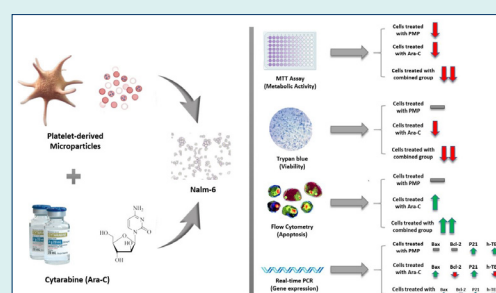 Platelet-derived
Microparticles
Cytarabine (Ara-C)
NH₂
N
O
N
HO
O
OH
HO
Nalm-6
MTT Assay
(Metabolic Activity)
Cells treated
with PMP
Cells treated
with Ara-C
Cells treated with
combined group
Trypan blue
(Viability)
Cells treated
with PMP
Cells treated
with Ara-C
Cells treated with
combined group
Flow Cytometry
(Apoptosis)
Cells treated
with PMP
Cells treated
with Ara-C
Cells treated with
combined group
Real-time PCR
(Gene expression)
Cells treated
with PMP
Bax Bcl-2 P21
Cells treated
with Ara-C
Bax Bcl-2 P21
Cells treated with
Bax Bcl-2 P21